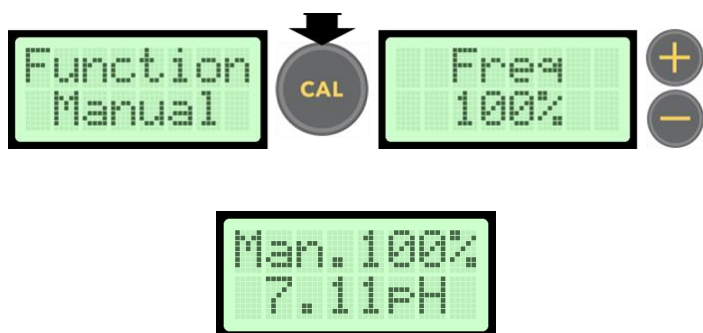 Function
Manual
CAL
Freq
100%
+
-
Man.100%
7.11pH